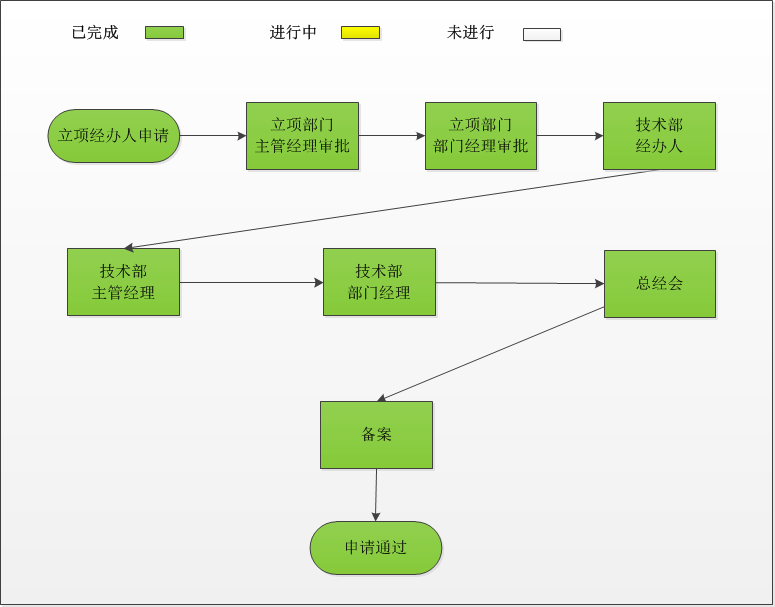 已完成
进行中
未进行
立项经办人申请
立项部门
主管经理审批
立项部门
部门经理审批
技术部
经办人
技术部
主管经理
技术部
部门经理
总经会
备案
申请通过